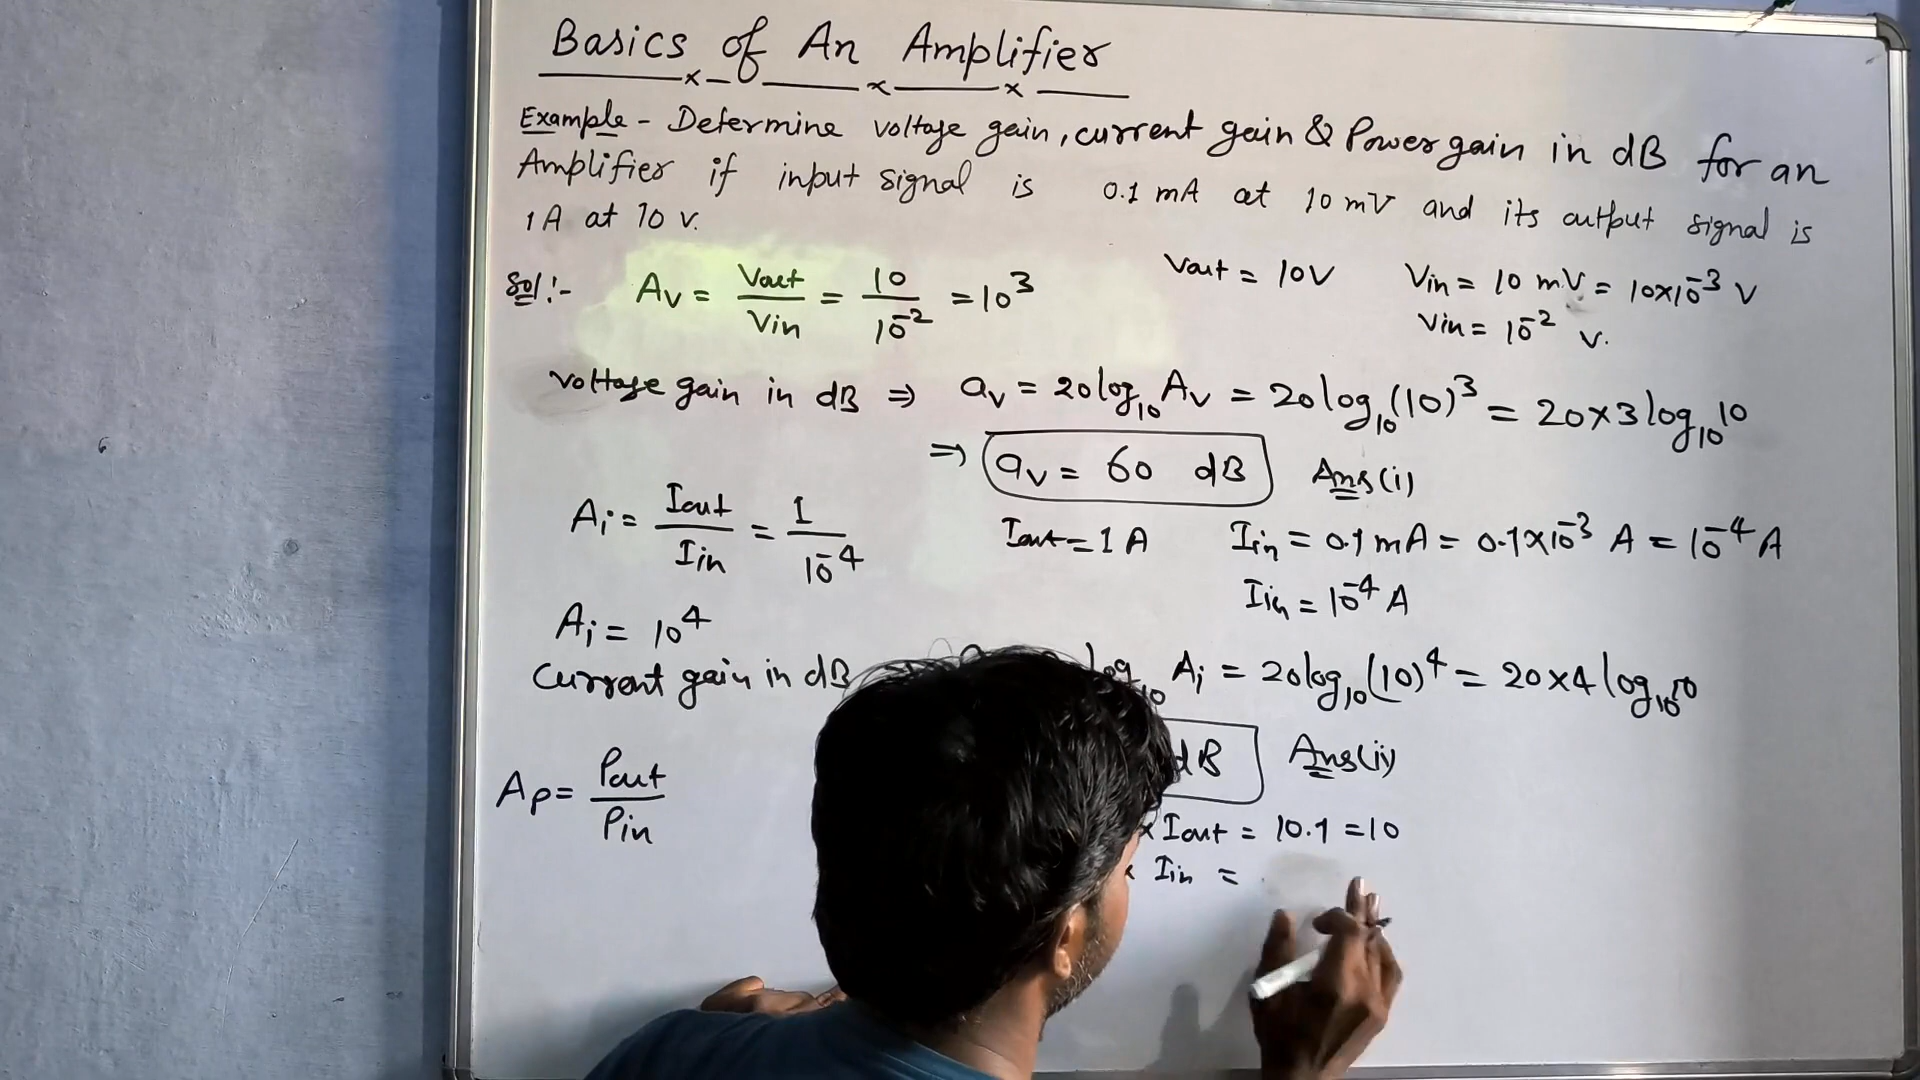 Basics of An Amplifier
Example - Determine voltage gain, current gain & Power gain in dB for an
Amplifier if input signal is 0.1 mA at 10 mV and its output signal is
1 A at 10 v.
Sol:- Av = Vout / Vin = 10 / 10^-2 = 10^3
Vout = 10V Vin = 10 mV = 10×10^-3 V
Vin = 10^-2 v.
voltage gain in dB ⇒ av = 20 log10 Av = 20 log10 (10)^3 = 20×3 log10 10
⇒ av = 60 dB Ans(i)
Ai = Iout / Iin = 1 / 10^-4
Iout = 1 A Iin = 0.1 mA = 0.1×10^-3 A = 10^-4 A
Iin = 10^-4 A
Ai = 10^4
Current gain in dB log10 Ai = 20 log10 (10)^4 = 20×4 log10 10
dB Ans(ii)
Ap = Pout / Pin
× Iout = 10.1 = 10
Iin =